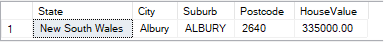 State City Suburb Postcode HouseValue
1 New South Wales Albury ALBURY 2640 335000.00